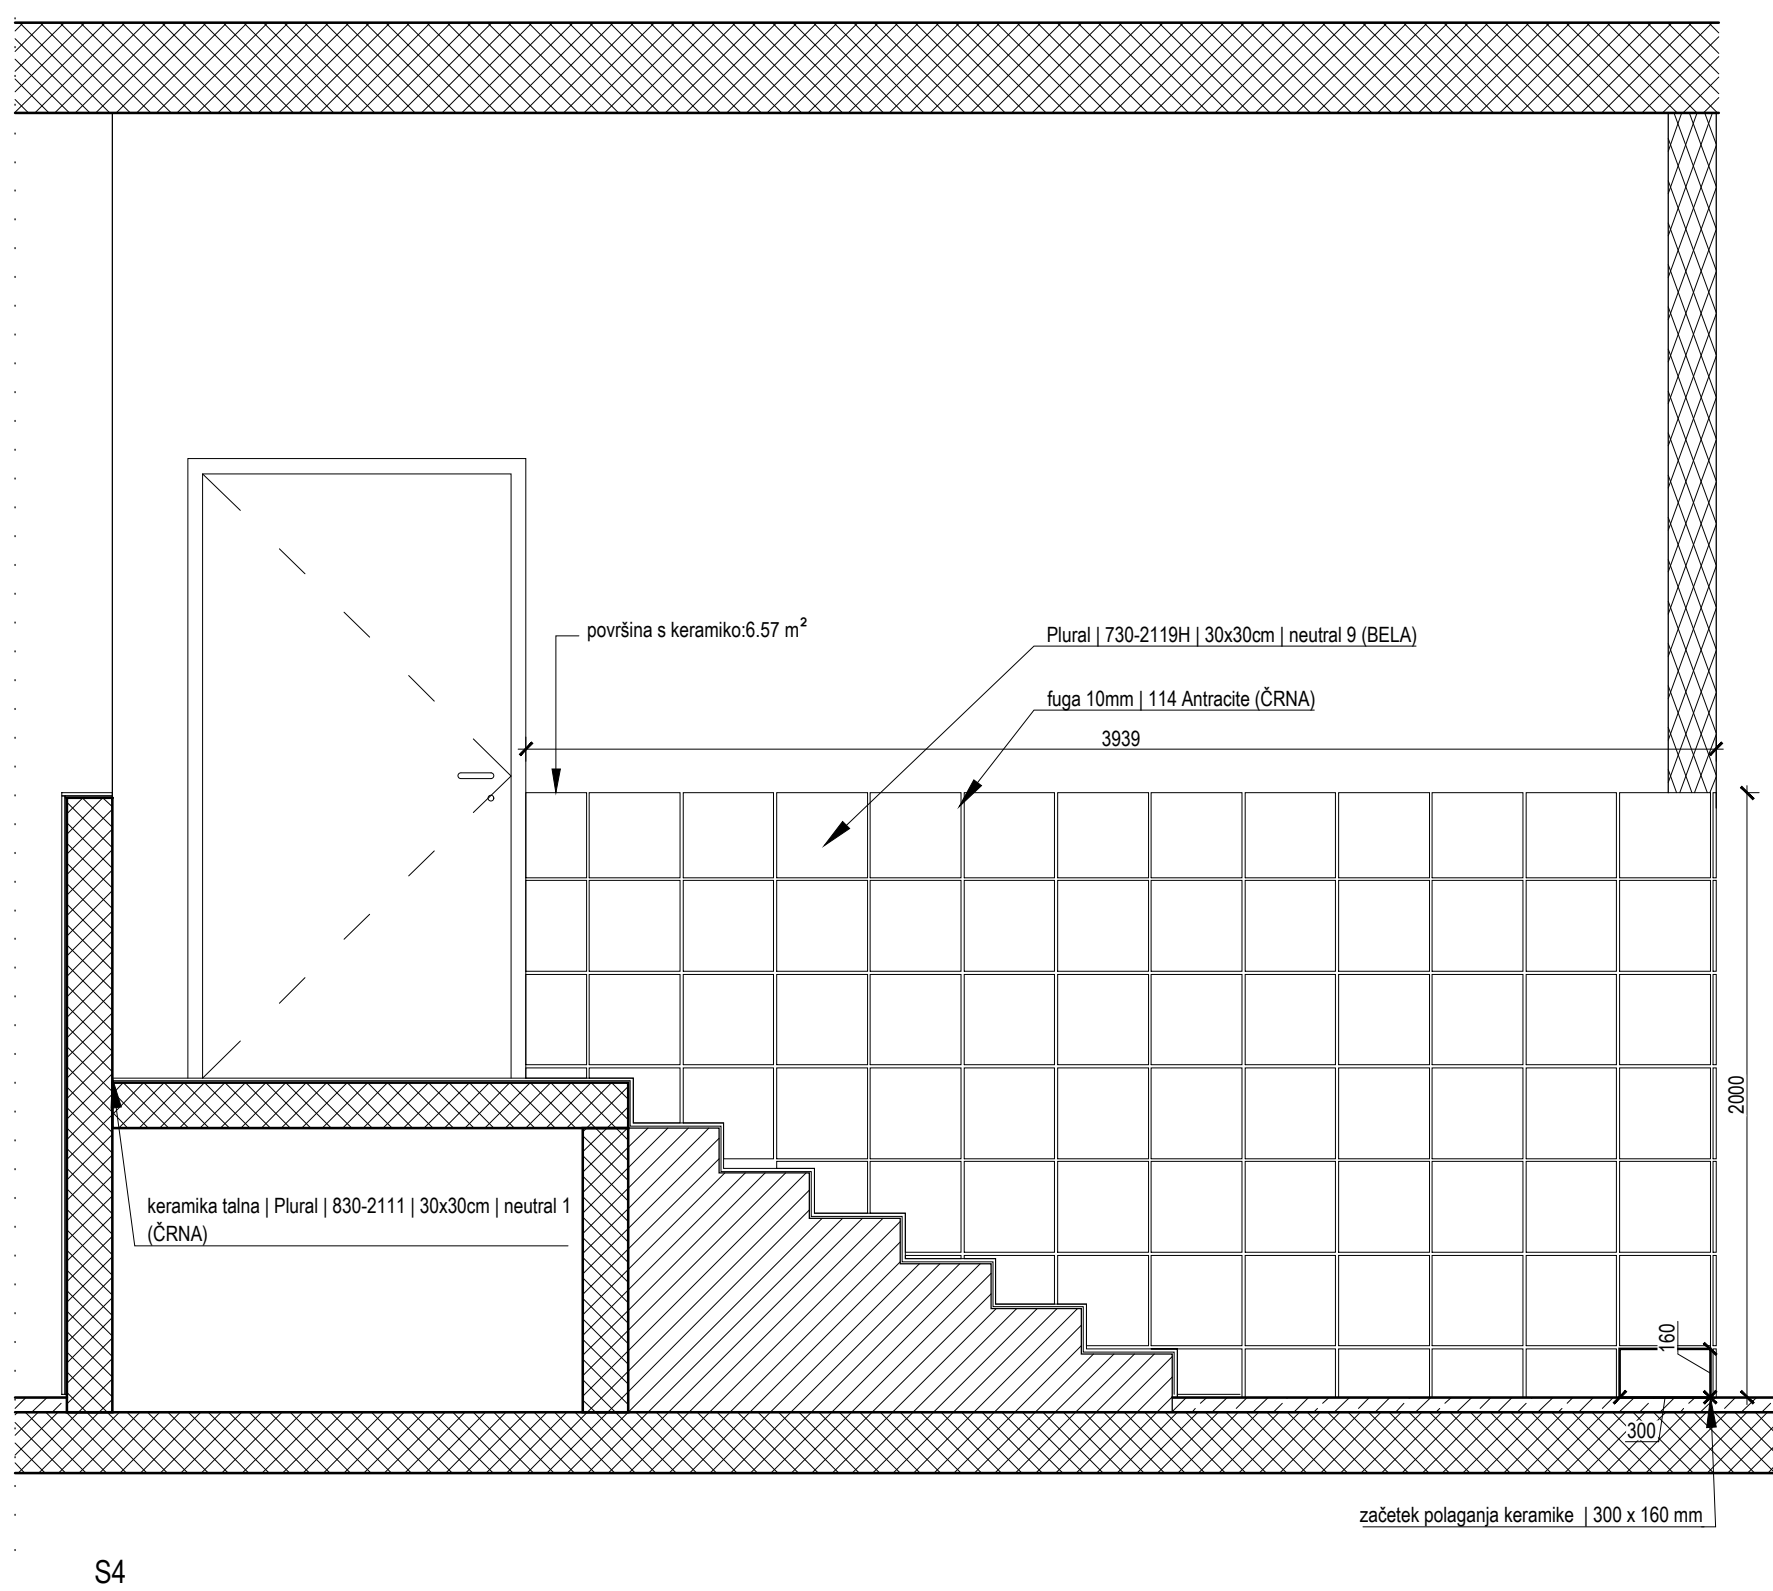 površina s keramiko:6.57 m²
Plural | 730-2119H | 30x30cm | neutral 9 (BELA)
fuga 10mm | 114 Antracite (ČRNA)
3939
2000
keramika talna | Plural | 830-2111 | 30x30cm | neutral 1
(ČRNA)
160
300
začetek polaganja keramike | 300 x 160 mm
S4